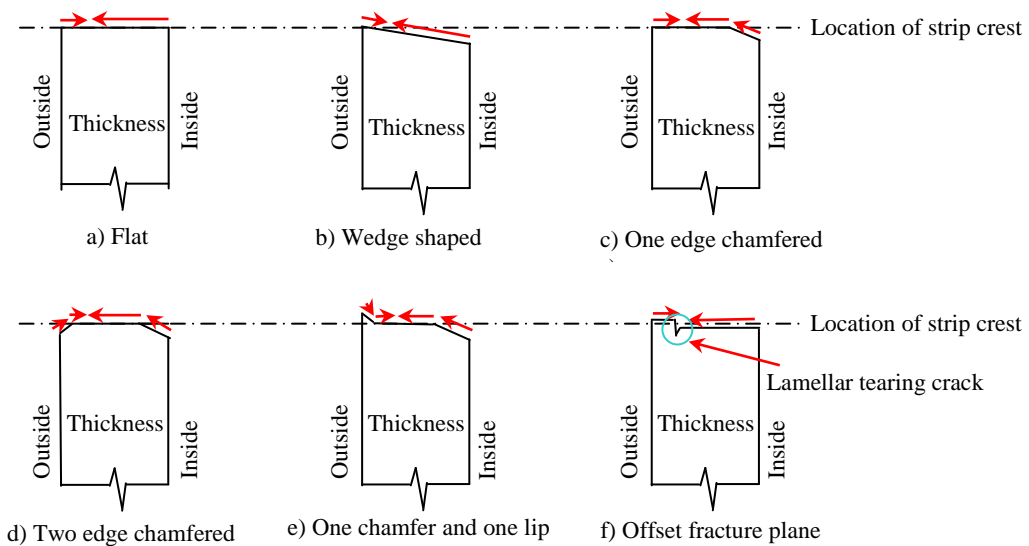 Location of strip crest
Outside
Thickness
Inside
Outside
Thickness
Inside
Outside
Thickness
Inside
a) Flat
b) Wedge shaped
c) One edge chamfered
Location of strip crest
Lamellar tearing crack
Outside
Thickness
Inside
Outside
Thickness
Inside
Outside
Thickness
Inside
d) Two edge chamfered
e) One chamfer and one lip
f) Offset fracture plane